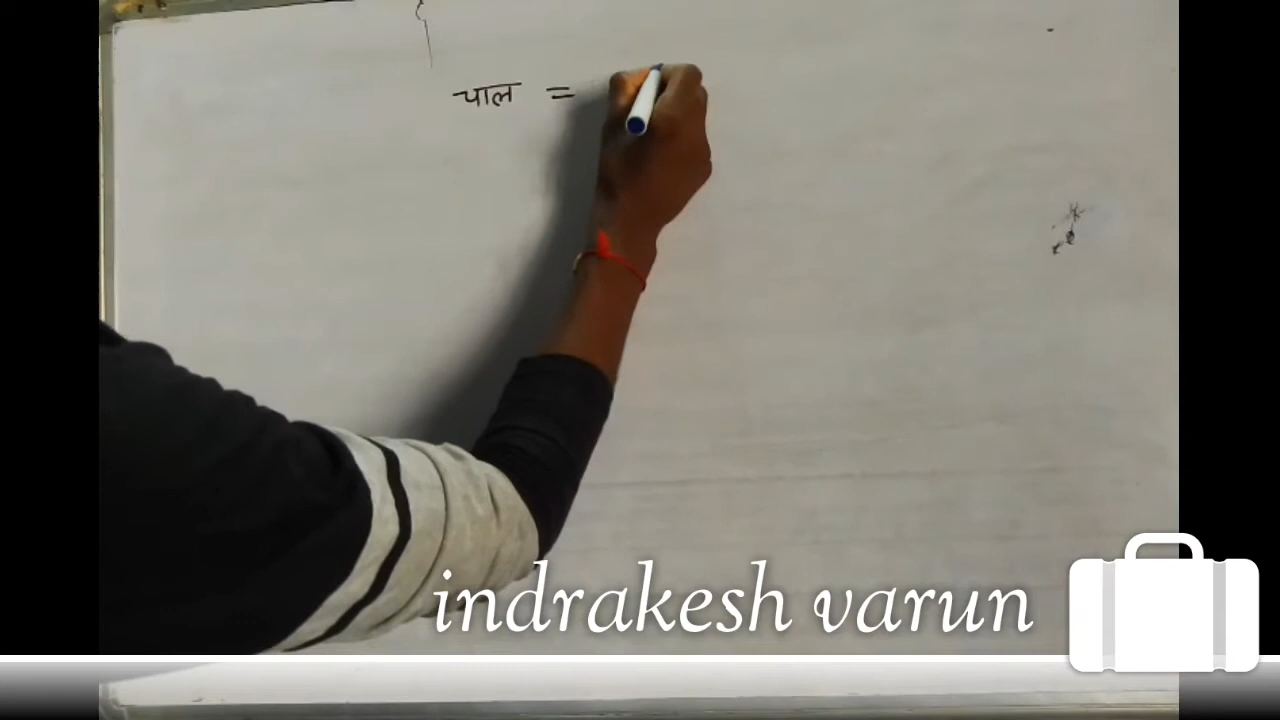 चाल =
indrakesh varun